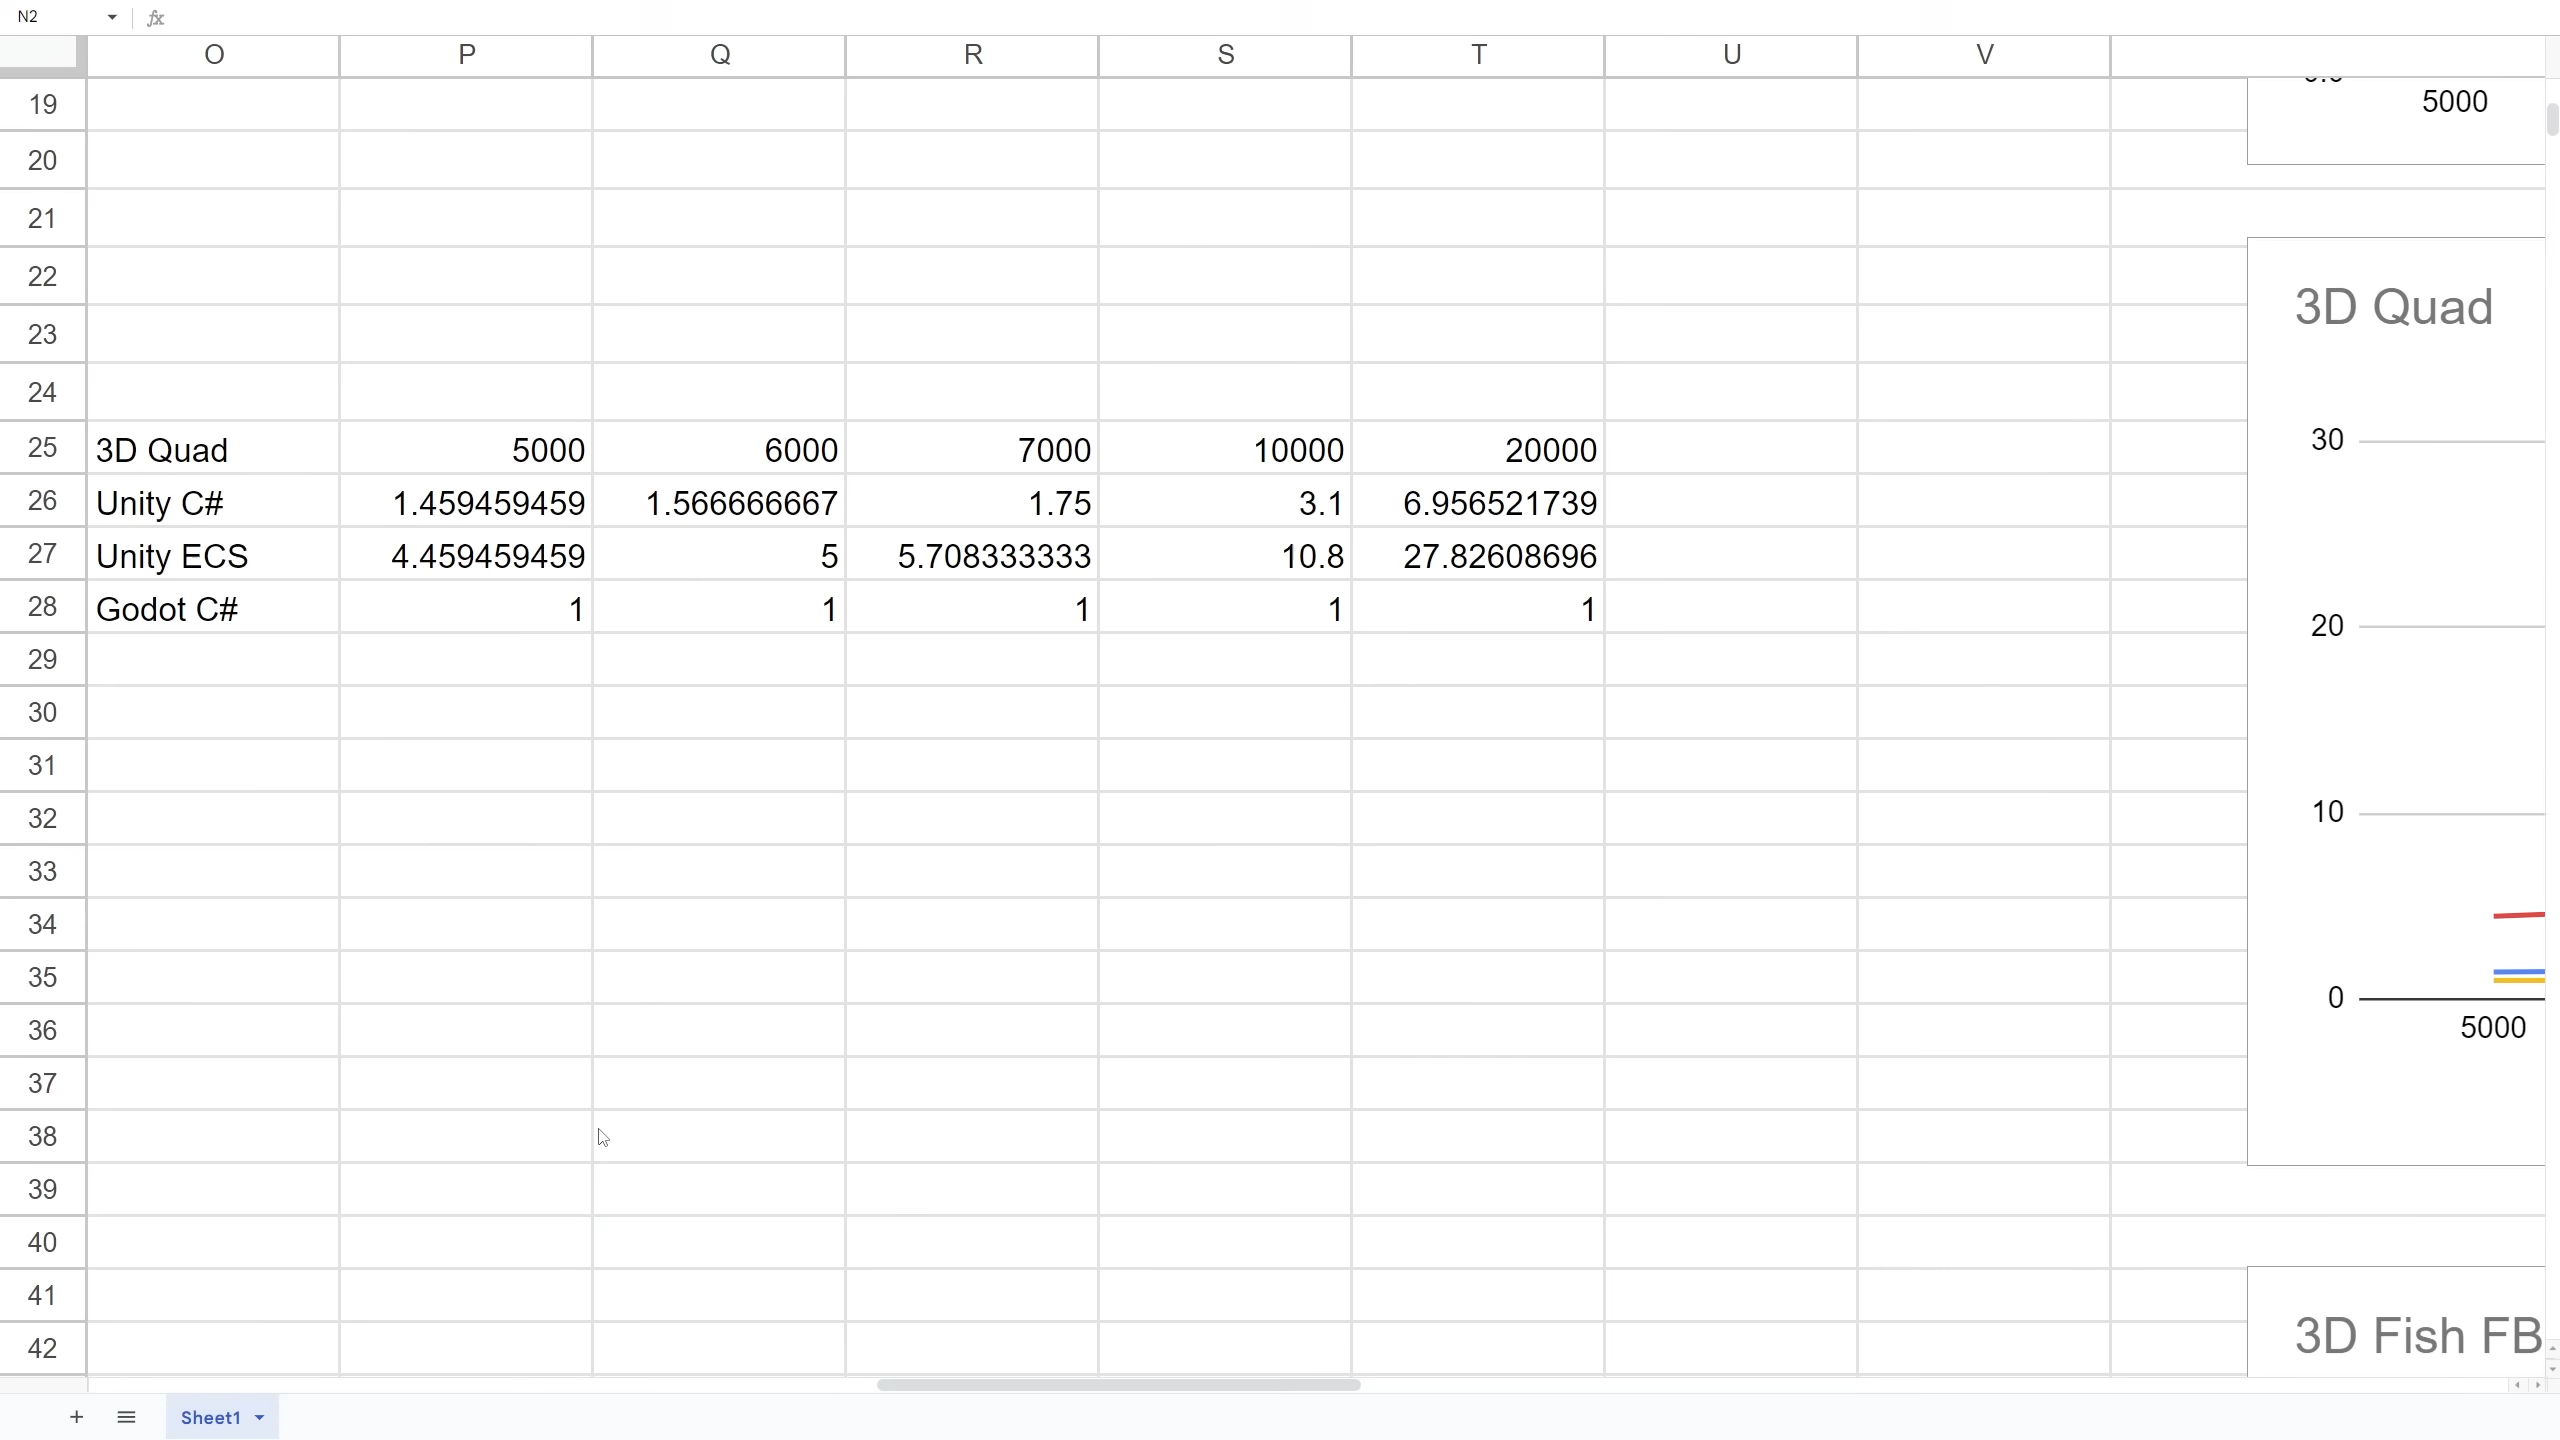 N2
O P Q R S T U V
19 5000
20
21
22
3D Quad
23
24
30
25 3D Quad 5000 6000 7000 10000 20000
26 Unity C# 1.459459459 1.566666667 1.75 3.1 6.956521739
27 Unity ECS 4.459459459 5 5.708333333 10.8 27.82608696
28 Godot C# 1 1 1 1 1
20
29
30
31
32
10
33
34
35
0
36
5000
37
38
39
40
41
42
3D Fish FB
Sheet1